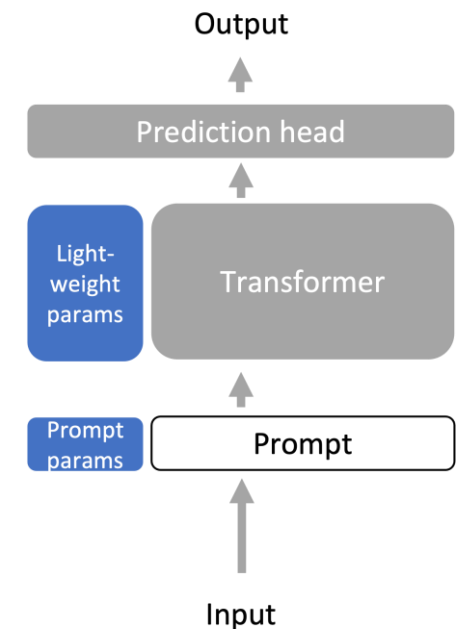 Output
Prediction head
Light-
weight
params
Transformer
Prompt
params
Prompt
Input